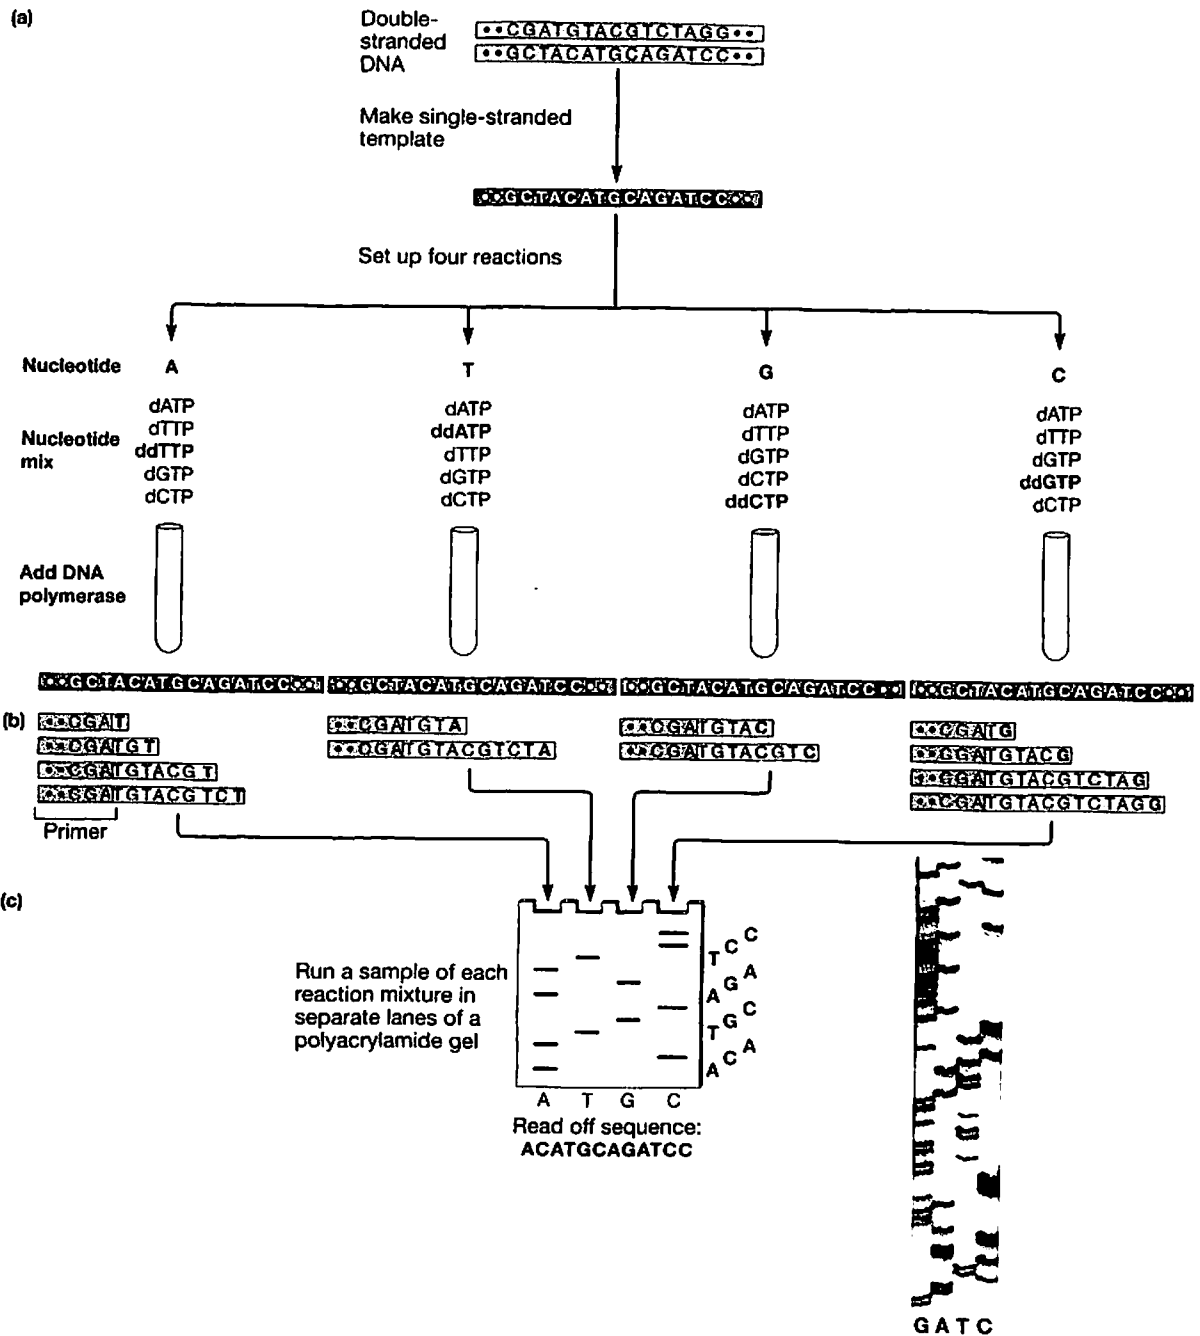 (a)
Double-
stranded
DNA
••CGATGTACGTCTAGG••
••GCTACATGCAGATCC••
Make single-stranded
template
••GCTACATGCAGATCC••
Set up four reactions
Nucleotide A T G C
Nucleotide
mix
dATP
dTTP
ddTTP
dGTP
dCTP
dATP
ddATP
dTTP
dGTP
dCTP
dATP
dTTP
dGTP
dCTP
ddCTP
dATP
dTTP
dGTP
ddGTP
dCTP
Add DNA
polymerase
••GCTACATGCAGATCC•• ••GCTACATGCAGATCC•• ••GCTACATGCAGATCC•• ••GCTACATGCAGATCC••
(b)
••CGAT
••CGATGT
••CGATGTACGT
••GGATGTACGTCT
Primer
••CGATGTA
••CGATGTACGTCTA
••CGATGTAC
••CGATGTACGTC
••CGATG
••GGATGTACG
••GGATGTACGTCTAG
••CGATGTACGTCTAGG
(c)
Run a sample of each
reaction mixture in
separate lanes of a
polyacrylamide gel
C
C
T
A
G
A
C
G
T
A
C
A
A T G C
Read off sequence:
ACATGCAGATCC
G A T C